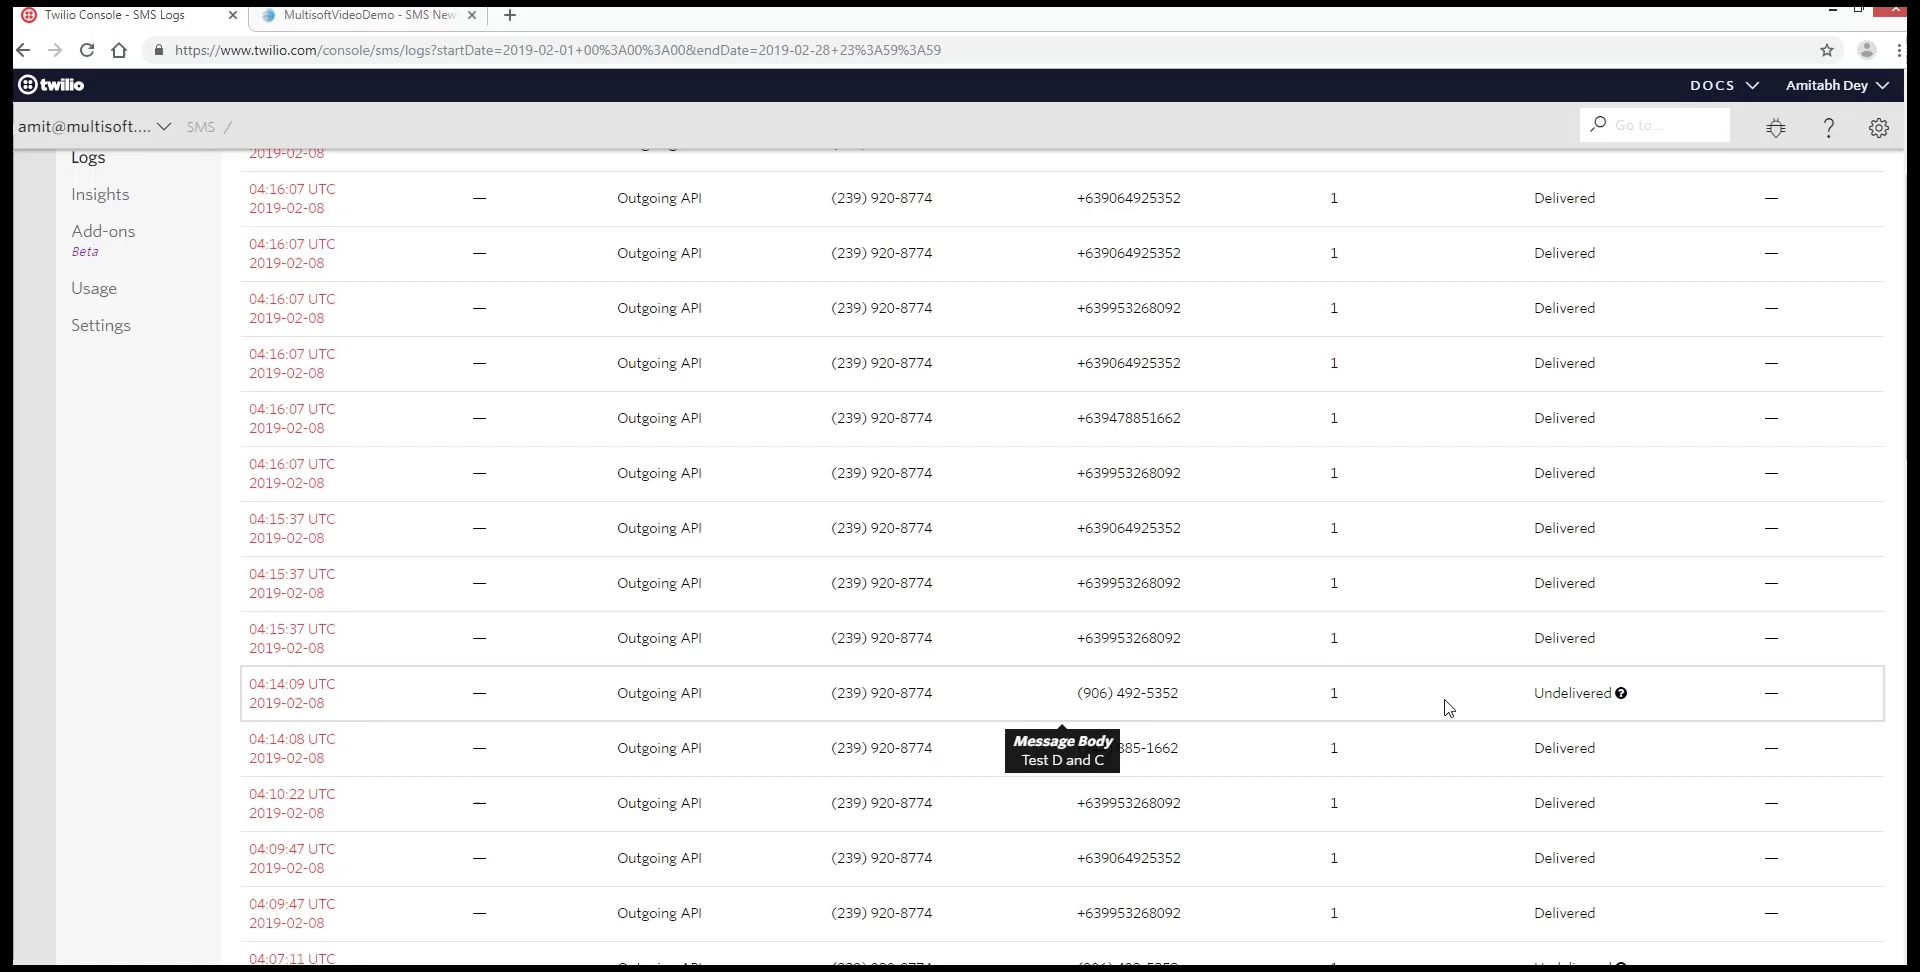 Twilio Console - SMS Logs
MultisoftVideoDemo - SMS New
https://www.twilio.com/console/sms/logs?startDate=2019-02-01+00%3A00%3A00&endDate=2019-02-28+23%3A59%3A59
twilio
DOCS Amitabh Dey
amit@multisoft.... SMS / Go to...
Logs
Insights
Add-ons
Beta
Usage
Settings
2019-02-08
04:16:07 UTC
2019-02-08 — Outgoing API (239) 920-8774 +639064925352 1 Delivered —
04:16:07 UTC
2019-02-08 — Outgoing API (239) 920-8774 +639064925352 1 Delivered —
04:16:07 UTC
2019-02-08 — Outgoing API (239) 920-8774 +639953268092 1 Delivered —
04:16:07 UTC
2019-02-08 — Outgoing API (239) 920-8774 +639064925352 1 Delivered —
04:16:07 UTC
2019-02-08 — Outgoing API (239) 920-8774 +639478851662 1 Delivered —
04:16:07 UTC
2019-02-08 — Outgoing API (239) 920-8774 +639953268092 1 Delivered —
04:15:37 UTC
2019-02-08 — Outgoing API (239) 920-8774 +639064925352 1 Delivered —
04:15:37 UTC
2019-02-08 — Outgoing API (239) 920-8774 +639953268092 1 Delivered —
04:15:37 UTC
2019-02-08 — Outgoing API (239) 920-8774 +639953268092 1 Delivered —
04:14:09 UTC
2019-02-08 — Outgoing API (239) 920-8774 (906) 492-5352 1 Undelivered —
Message Body
Test D and C
04:14:08 UTC
2019-02-08 — Outgoing API (239) 920-8774 885-1662 1 Delivered —
04:10:22 UTC
2019-02-08 — Outgoing API (239) 920-8774 +639953268092 1 Delivered —
04:09:47 UTC
2019-02-08 — Outgoing API (239) 920-8774 +639064925352 1 Delivered —
04:09:47 UTC
2019-02-08 — Outgoing API (239) 920-8774 +639953268092 1 Delivered —
04:07:11 UTC